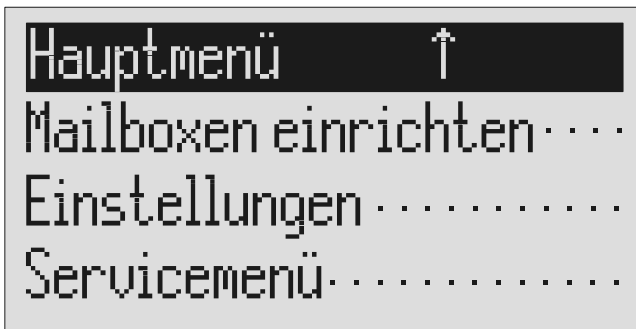 Hauptmenü ↑
Mailboxen einrichten····
Einstellungen···········
Servicemenü·············